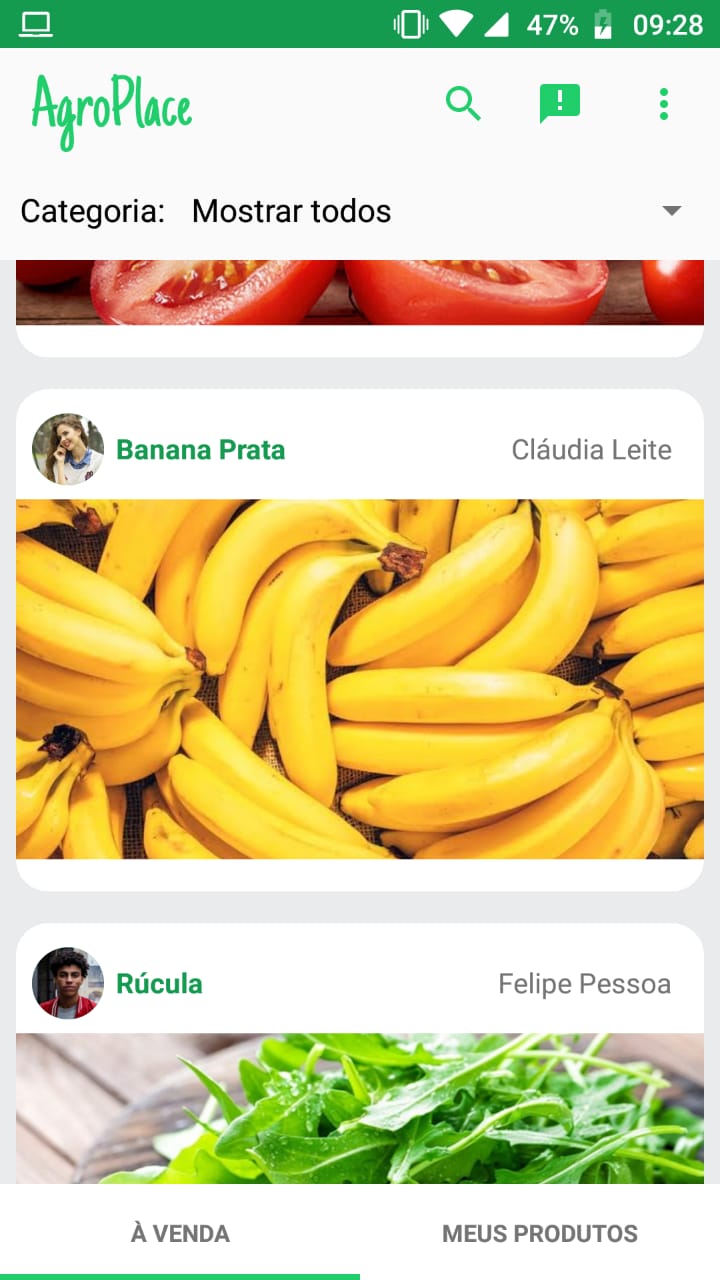 47% 09:28
AgroPlace
Categoria: Mostrar todos
Banana Prata Cláudia Leite
Rúcula Felipe Pessoa
À VENDA MEUS PRODUTOS